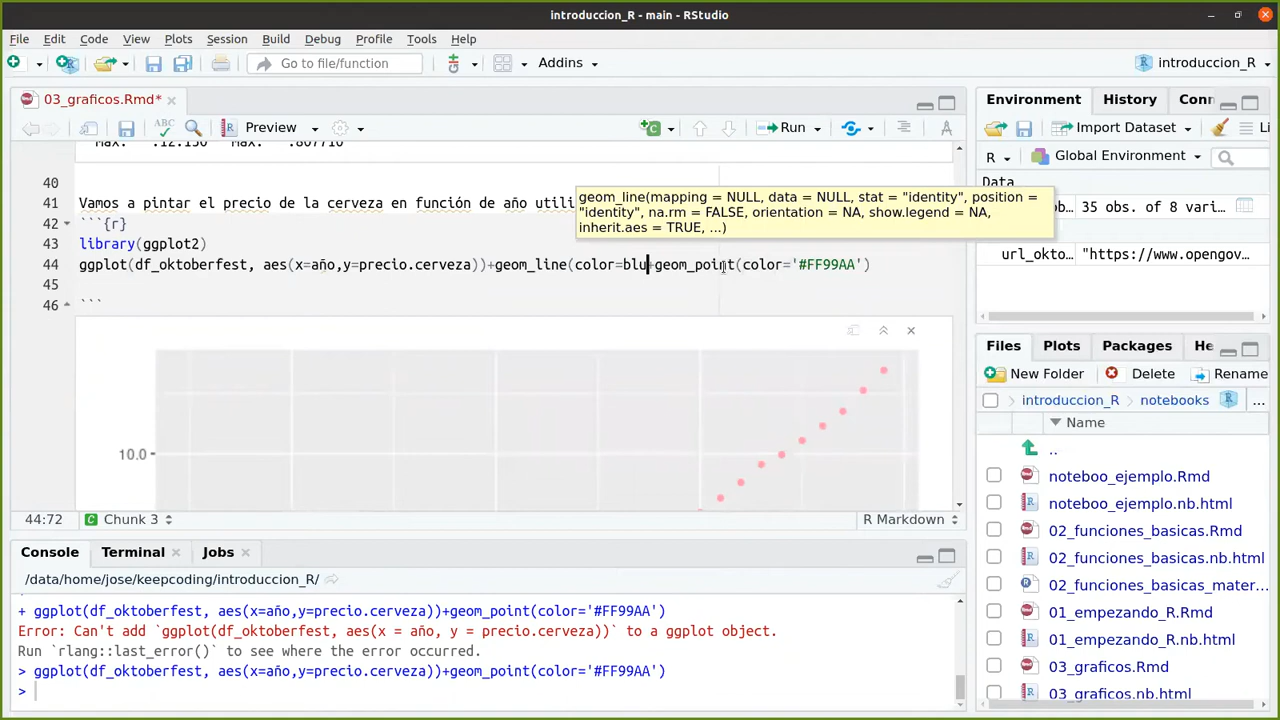 introduccion_R - main - RStudio
File Edit Code View Plots Session Build Debug Profile Tools Help
Go to file/function Addins introduccion_R
03_graficos.Rmd*
ABC Preview Run
40
41 Vamos a pintar el precio de la cerveza en función de año utili
42 ```{r}
43 library(ggplot2)
44 ggplot(df_oktoberfest, aes(x=año,y=precio.cerveza))+geom_line(color=blu+geom_point(color='#FF99AA')
45
46 ```
geom_line(mapping = NULL, data = NULL, stat = "identity", position =
"identity", na.rm = FALSE, orientation = NA, show.legend = NA,
inherit.aes = TRUE, ...)
10.0
44:72 Chunk 3 R Markdown
Console Terminal Jobs
/data/home/jose/keepcoding/introduccion_R/
+ ggplot(df_oktoberfest, aes(x=año,y=precio.cerveza))+geom_point(color='#FF99AA')
Error: Can't add `ggplot(df_oktoberfest, aes(x = año, y = precio.cerveza))` to a ggplot object.
Run `rlang::last_error()` to see where the error occurred.
> ggplot(df_oktoberfest, aes(x=año,y=precio.cerveza))+geom_point(color='#FF99AA')
>
Environment History Conn
Import Dataset Li
R Global Environment
Data
ob… 35 obs. of 8 vari…
url_okto… "https://www.opengov…
Files Plots Packages He
New Folder Delete Rename
introduccion_R notebooks ...
Name
..
noteboo_ejemplo.Rmd
noteboo_ejemplo.nb.html
02_funciones_basicas.Rmd
02_funciones_basicas.nb.html
02_funciones_basicas_mater…
01_empezando_R.Rmd
01_empezando_R.nb.html
03_graficos.Rmd
03_graficos.nb.html